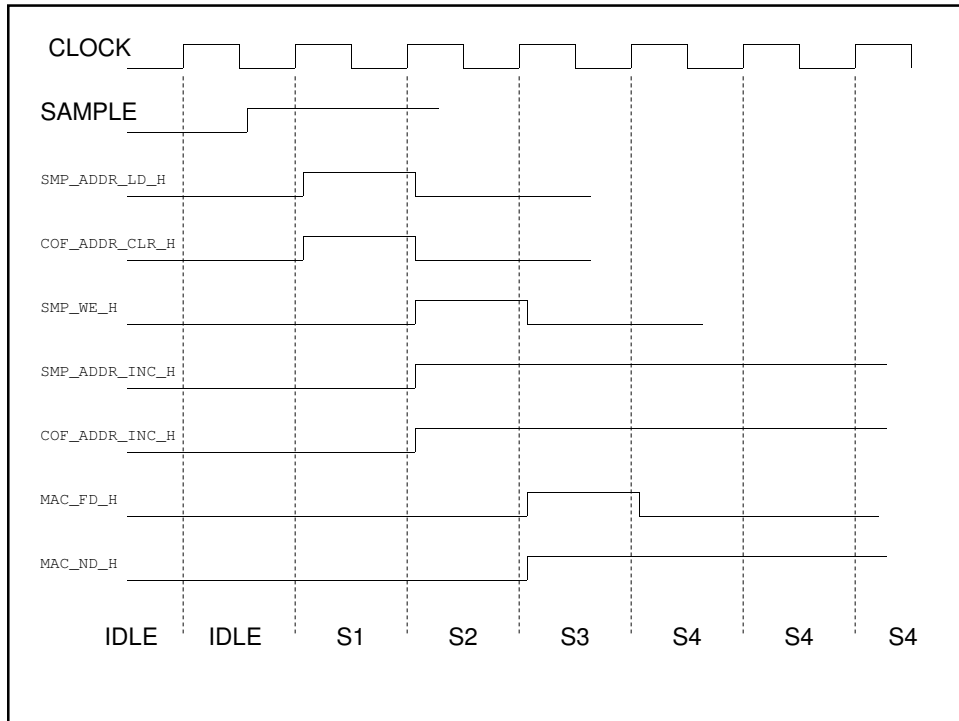 CLOCK
SAMPLE
SMP_ADDR_LD_H
COF_ADDR_CLR_H
SMP_WE_H
SMP_ADDR_INC_H
COF_ADDR_INC_H
MAC_FD_H
MAC_ND_H
IDLE IDLE S1 S2 S3 S4 S4 S4